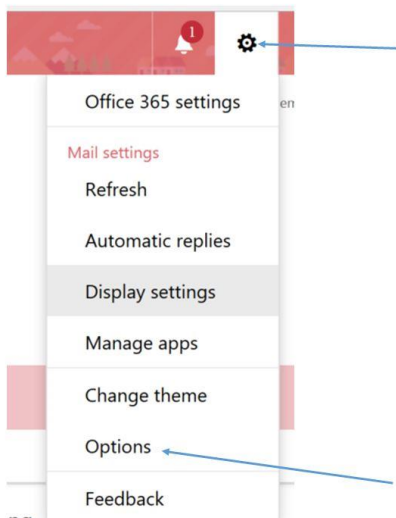 1
Office 365 settings
Mail settings
Refresh
Automatic replies
Display settings
Manage apps
Change theme
Options
Feedback